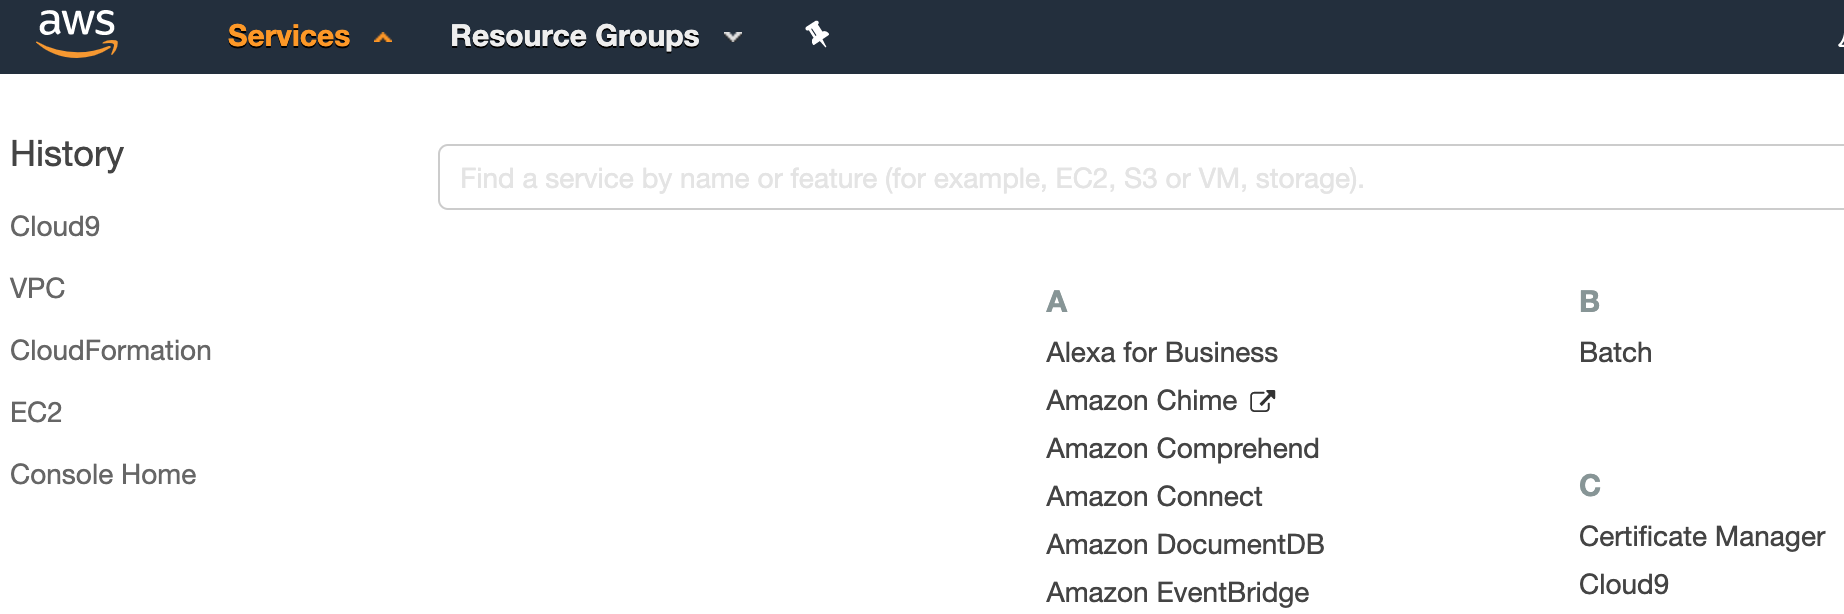 aws
Services
Resource Groups
History
Cloud9
VPC
CloudFormation
EC2
Console Home
Find a service by name or feature (for example, EC2, S3 or VM, storage).
A
Alexa for Business
Amazon Chime
Amazon Comprehend
Amazon Connect
Amazon DocumentDB
Amazon EventBridge
B
Batch
C
Certificate Manager
Cloud9